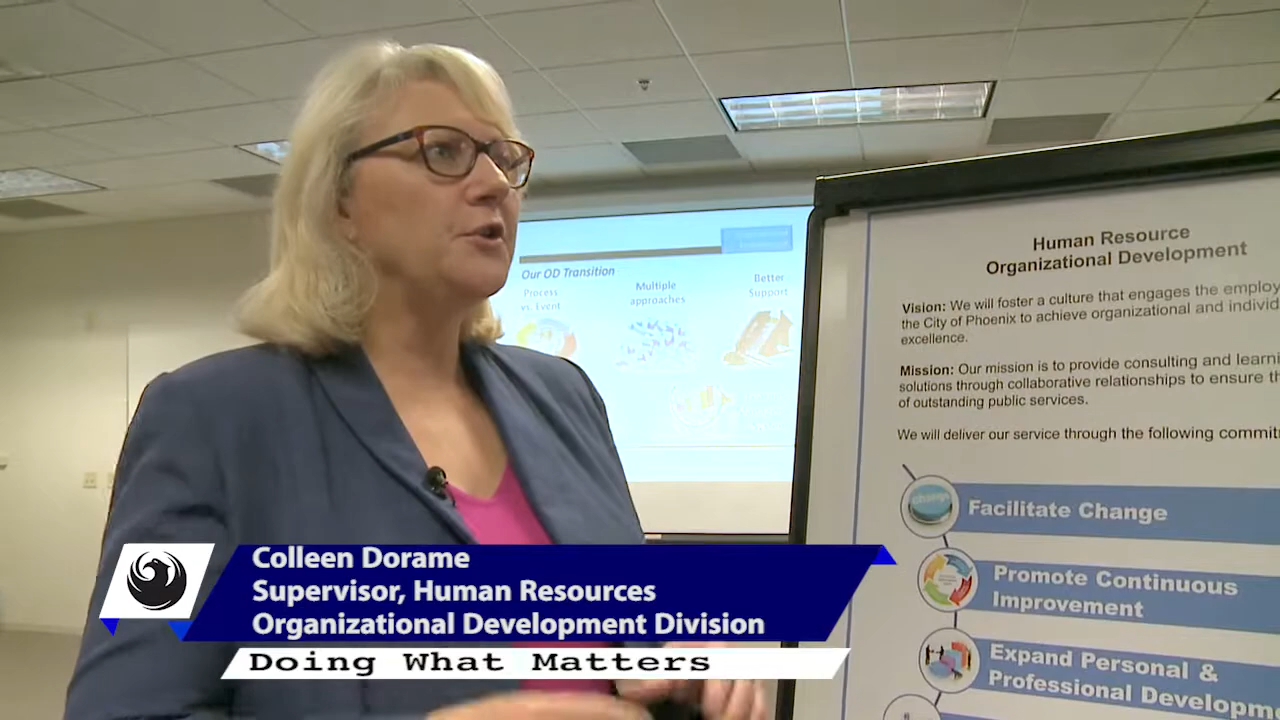 Our OD Transition
Process
vs. Event
Multiple
approaches
Better
Support
Human Resource
Organizational Development
Vision: We will foster a culture that engages the
the City of Phoenix to achieve organizational and
excellence.
Mission: Our mission is to provide consulting and
solutions through collaborative relationships to ensure
of outstanding public services.
We will deliver our service through the following
change
Facilitate Change
Promote Continuous
Improvement
Expand Personal &
Professional
Colleen Dorame
Supervisor, Human Resources
Organizational Development Division
Doing What Matters